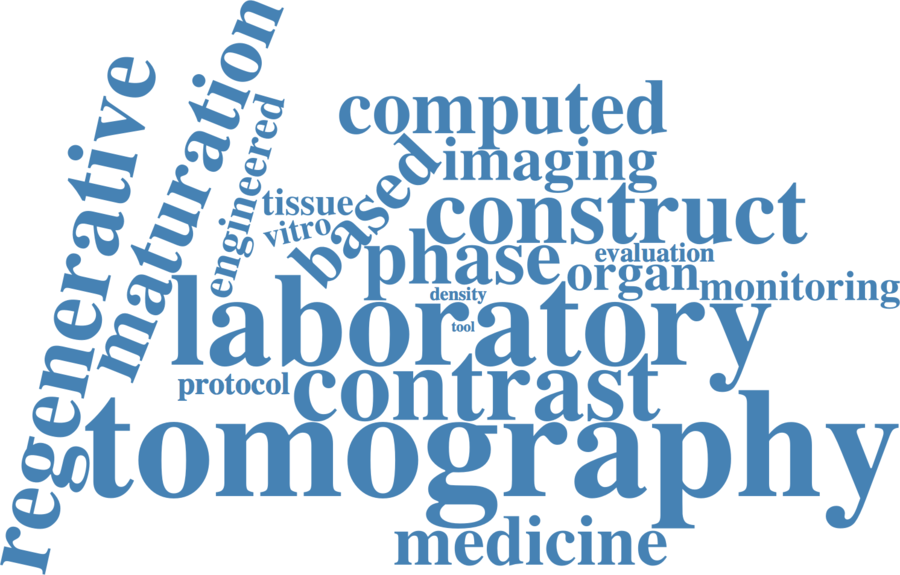 regenerative
maturation
engineered
computed
imaging
based
tissue
vitro
construct
phase
evaluation
organ
monitoring
density
laboratory
tool
protocol
contrast
tomography
medicine